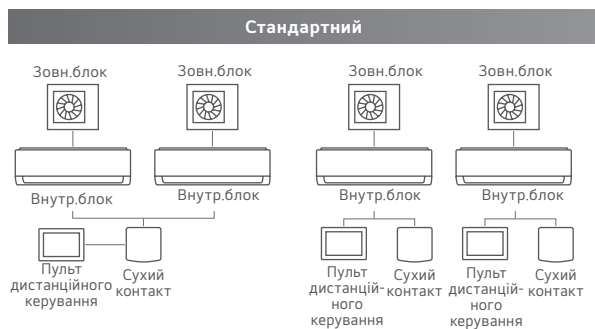 Стандартний
Зовн.блок
Зовн.блок
Зовн.блок
Зовн.блок
Внутр.блок
Внутр.блок
Внутр.блок
Внутр.блок
Пульт
дистанційного
керування
Сухий
контакт
Пульт
дистанцій-
ного
керування
Сухий
контакт
Пульт
дистанцій-
ного
керування
Сухий
контакт